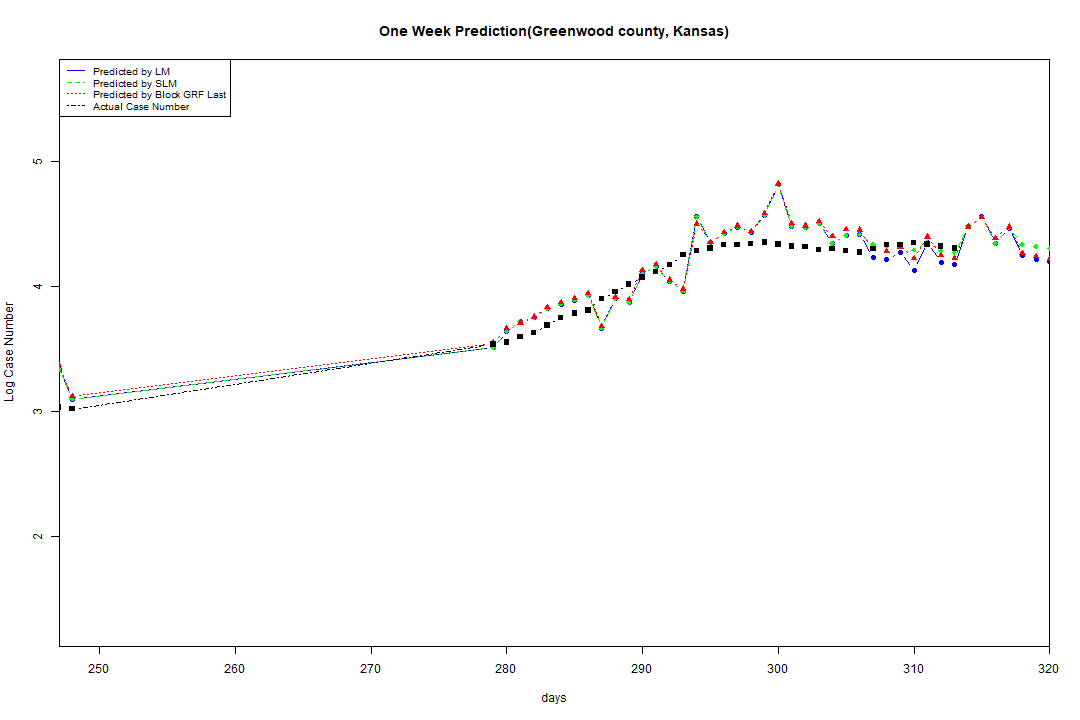 One Week Prediction(Greenwood county, Kansas)
Predicted by LM
Predicted by SLM
Predicted by Block GRF Last
Actual Case Number
5
4
3
2
Log Case Number
250 260 270 280 290 300 310 320
days